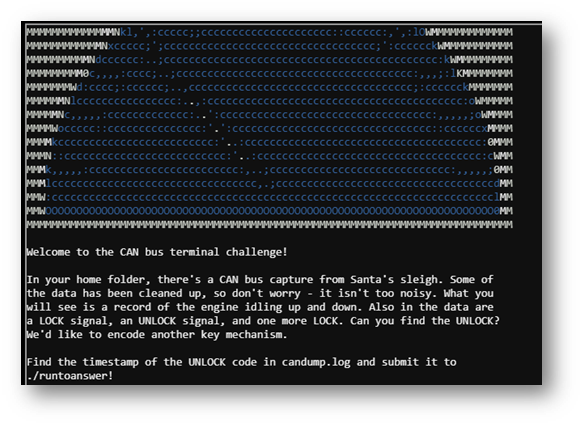 Welcome to the CAN bus terminal challenge!
In your home folder, there's a CAN bus capture from Santa's sleigh. Some of
the data has been cleaned up, so don't worry - it isn't too noisy. What you
will see is a record of the engine idling up and down. Also in the data are
a LOCK signal, an UNLOCK signal, and one more LOCK. Can you find the UNLOCK?
We'd like to encode another key mechanism.
Find the timestamp of the UNLOCK code in candump.log and submit it to
./runtoanswer!